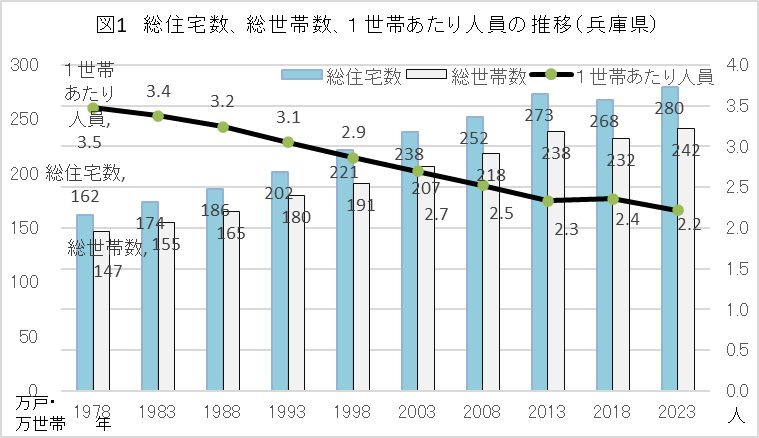 図1　総住宅数、総世帯数、１世帯あたり人員の推移（兵庫県）
総住宅数 総世帯数 １世帯あたり人員
300 250 200 150 100 50 0
4.0 3.5 3.0 2.5 2.0 1.5 1.0 0.5 0.0
１世帯
あたり
人員,
3.5 3.4 3.2 3.1 2.9 2.7 2.5 2.3 2.4 2.2
総住宅数,
162 174 186 202 221 238 252 273 268 280
総世帯数,
147 155 165 180 191 207 218 238 232 242
1978 1983 1988 1993 1998 2003 2008 2013 2018 2023
万戸・
万世帯 年 人